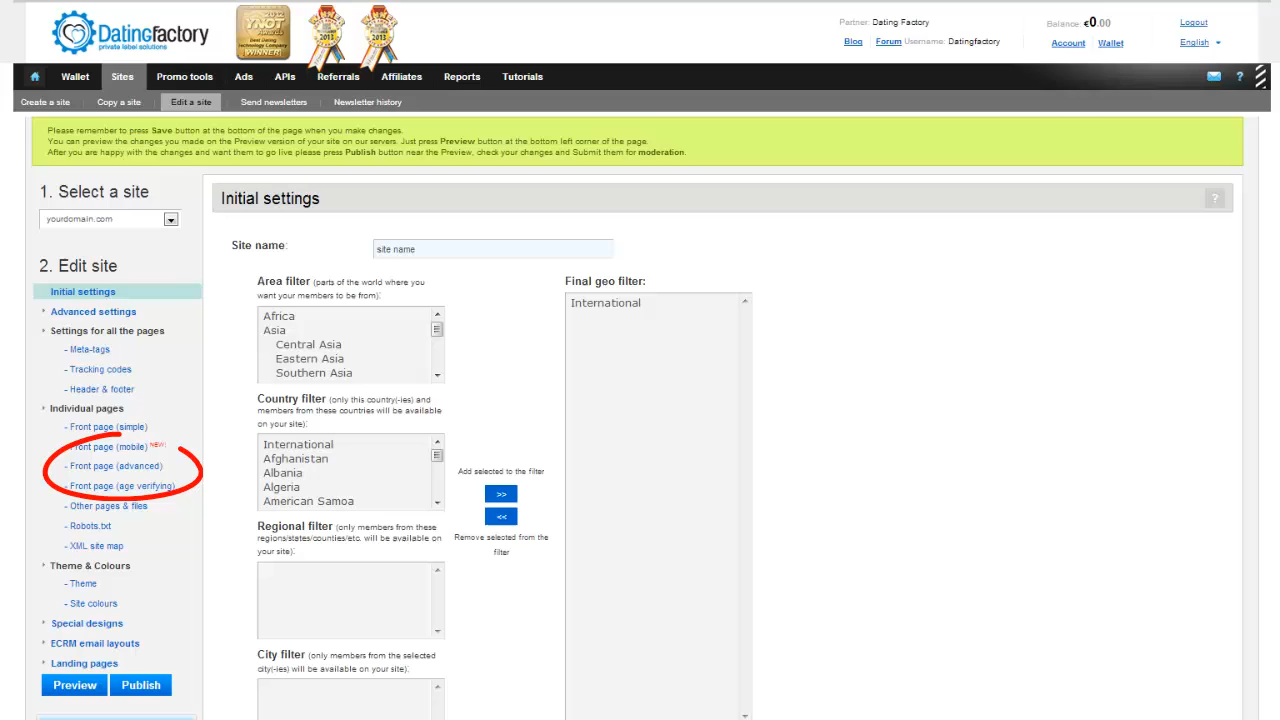 Datingfactory
private label solutions
YNOT
Best Dating
Technology Company
WINNER
2013
2013
Partner: Dating Factory
Blog Forum Username: Datingfactory
Balance: €0.00
Account Wallet
Logout
English
Wallet Sites Promo tools Ads APIs Referrals Affiliates Reports Tutorials ?
Create a site Copy a site Edit a site Send newsletters Newsletter history
Please remember to press Save button at the bottom of the page when you make changes.
You can preview the changes you made on the Preview version of your site on our servers. Just press Preview button at the bottom left corner of the page.
After you are happy with the changes and want them to go live please press Publish button near the Preview, check your changes and Submit them for moderation.
1. Select a site
yourdomain.com
2. Edit site
Initial settings
Advanced settings
Settings for all the pages
- Meta-tags
- Tracking codes
- Header & footer
Individual pages
- Front page (simple)
Front page (mobile) NEW!
- Front page (advanced)
- Front page (age verifying)
- Other pages & files
- Robots.txt
- XML site map
Theme & Colours
- Theme
- Site colours
Special designs
ECRM email layouts
Landing pages
Preview Publish
Initial settings ?
Site name: site name
Area filter (parts of the world where you
want your members to be from):
Africa
Asia
Central Asia
Eastern Asia
Southern Asia
Country filter (only this country(-ies) and
members from these countries will be available
on your site):
International
Afghanistan
Albania
Algeria
American Samoa
Regional filter (only members from these
regions/states/counties/etc. will be available on
your site):
City filter (only members from the selected
city(-ies) will be available on your site):
Add selected to the filter
>>
<<
Remove selected from the
filter
Final geo filter:
International